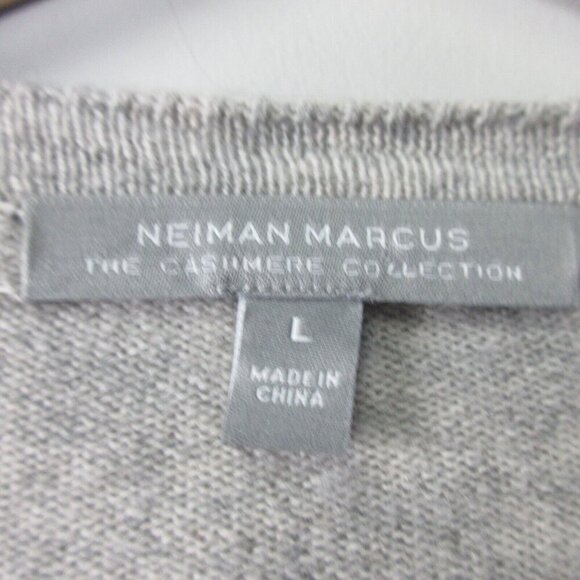 NEIMAN MARCUS
THE CASHMERE COLLECTION
L
MADE IN
CHINA